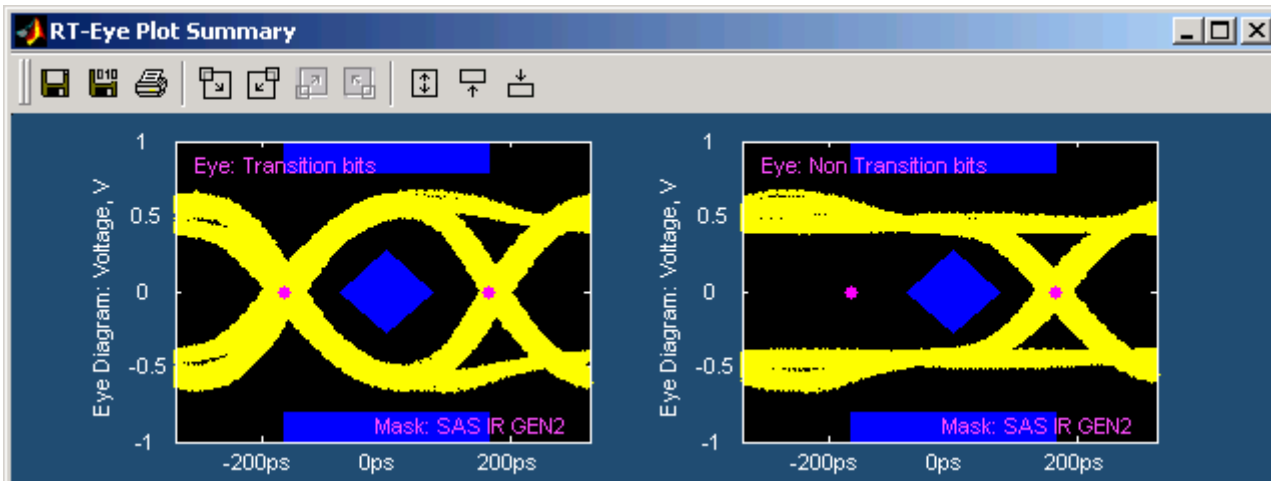 RT-Eye Plot Summary
010
Eye Diagram: Voltage, V
1
0.5
0
-0.5
-1
Eye: Transition bits
Mask: SAS IR GEN2
-200ps 0ps 200ps
Eye Diagram: Voltage, V
1
0.5
0
-0.5
-1
Eye: Non Transition bits
Mask: SAS IR GEN2
-200ps 0ps 200ps